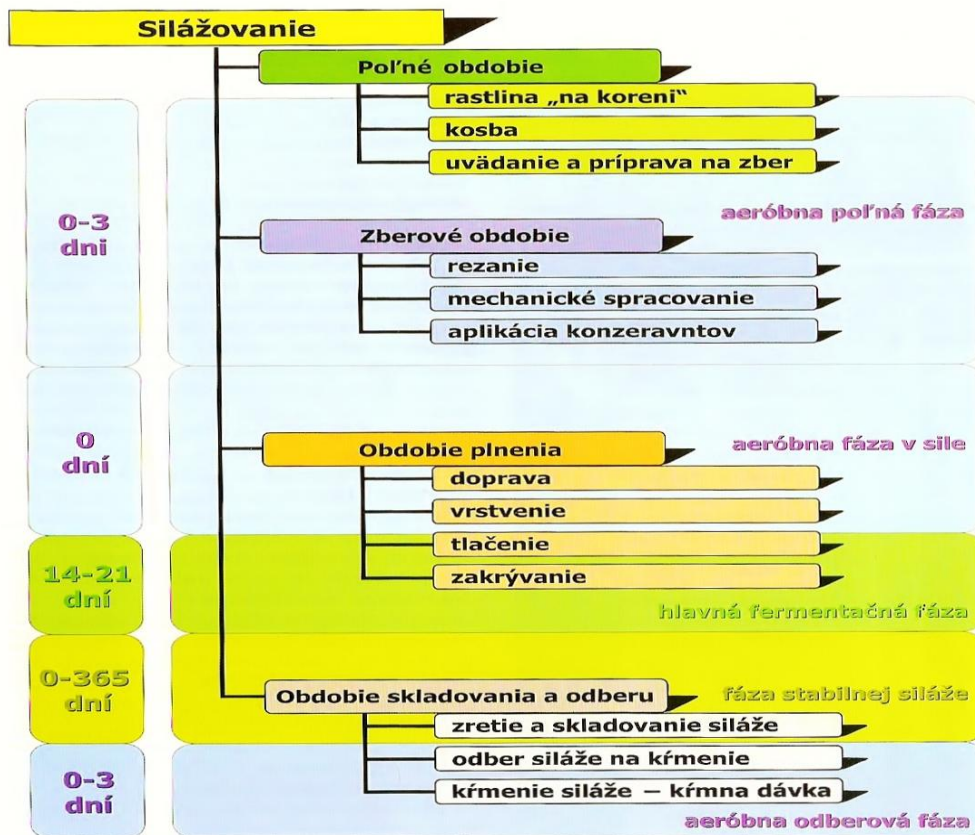 Silážovanie
Poľné obdobie
rastlina „na koreni“
kosba
uvädanie a príprava na zber
0-3
dni
aeróbna poľná fáza
Zberové obdobie
rezanie
mechanické spracovanie
aplikácia konzeravntov
0
dní
aeróbna fáza v sile
Obdobie plnenia
doprava
vrstvenie
tlačenie
zakrývanie
14-21
dní
hlavná fermentačná fáza
0-365
dní
Obdobie skladovania a odberu
fáza stabilnej siláže
zretie a skladovanie siláže
odber siláže na kŕmenie
kŕmenie siláže – kŕmna dávka
0-3
dní
aeróbna odberová fáza